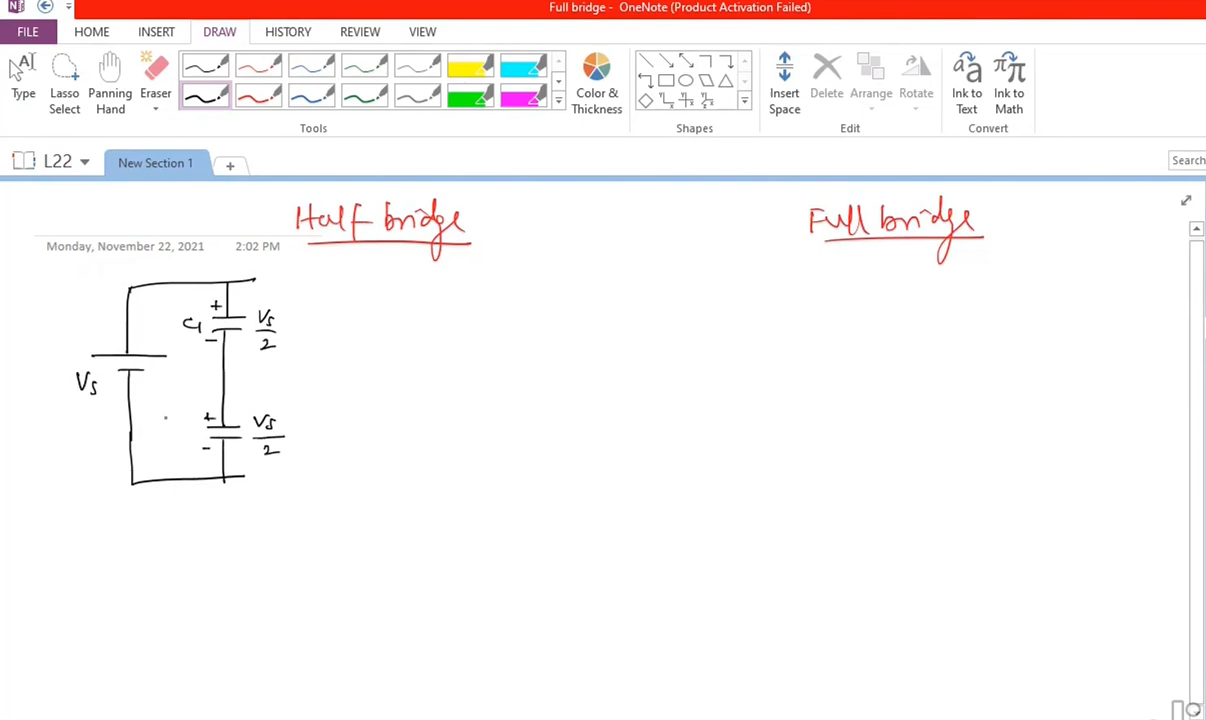 Full bridge - OneNote (Product Activation Failed)
FILE HOME INSERT DRAW HISTORY REVIEW VIEW
Type
Lasso Select
Panning Hand
Eraser
Color & Thickness
Insert Space
Delete
Arrange
Rotate
Ink to Text
Ink to Math
Tools
Shapes
Edit
Convert
L22
New Section 1
Search
Half bridge
Full bridge
Monday, November 22, 2021 2:02 PM
+
C1
Vs
2
-
Vs
+
Vs
2
-